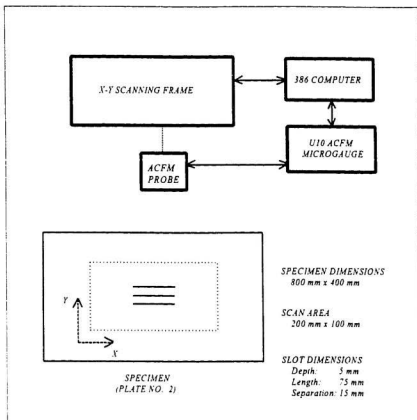 X-Y SCANNING FRAME
386 COMPUTER
U10 ACFM
MICROGAUGE
ACFM
PROBE
Y
X
SPECIMEN
(PLATE NO. 2)
SPECIMEN DIMENSIONS
800 mm x 400 mm
SCAN AREA
200 mm x 100 mm
SLOT DIMENSIONS
Depth: 5 mm
Length: 75 mm
Separation: 15 mm